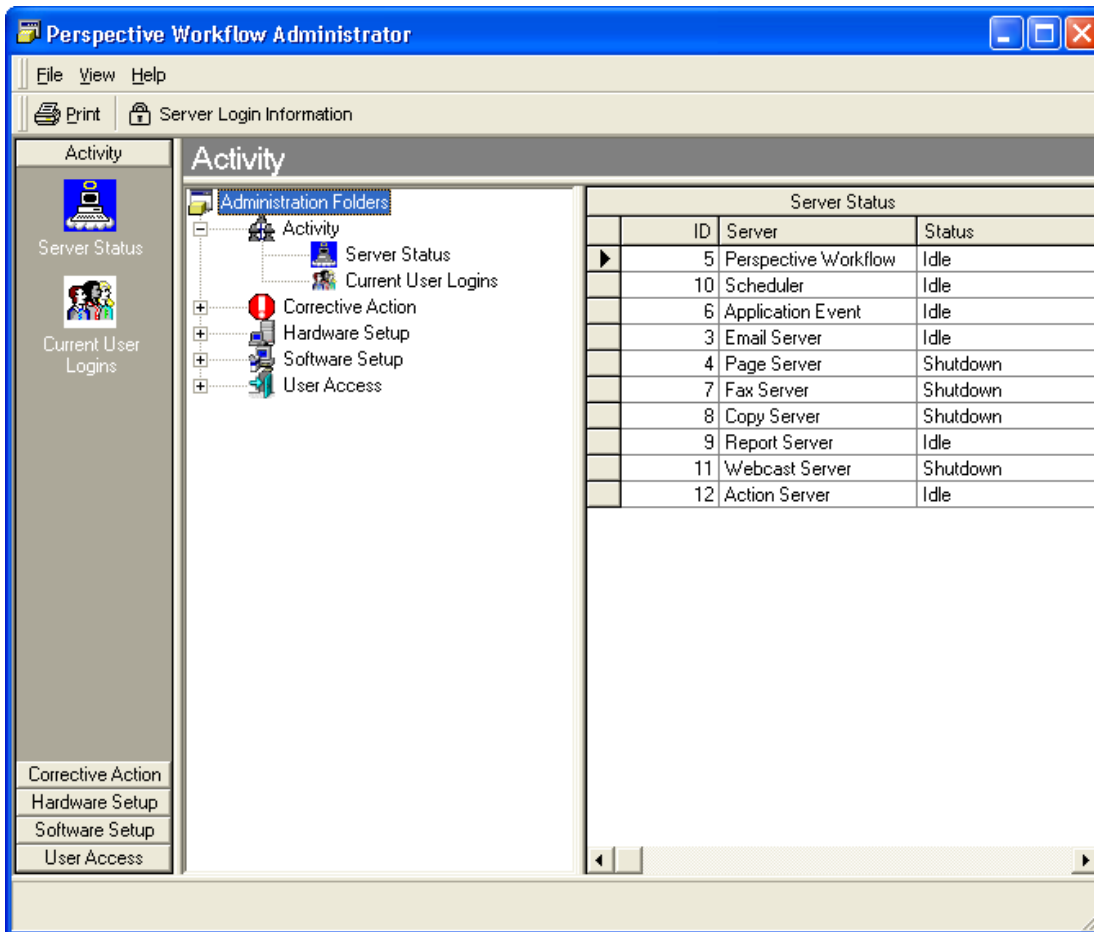 Perspective Workflow Administrator
File View Help
Print Server Login Information
Activity
Server Status
Current User
Logins
Corrective Action
Hardware Setup
Software Setup
User Access
Activity
Administration Folders
Activity
Server Status
Current User Logins
Corrective Action
Hardware Setup
Software Setup
User Access
Server Status
ID Server Status
5 Perspective Workflow Idle
10 Scheduler Idle
6 Application Event Idle
3 Email Server Idle
4 Page Server Shutdown
7 Fax Server Shutdown
8 Copy Server Shutdown
9 Report Server Idle
11 Webcast Server Shutdown
12 Action Server Idle